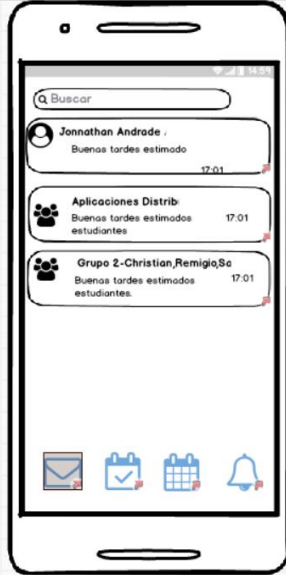 14:59
Buscar
Jonnathan Andrade
Buenas tardes estimado
17:01
Aplicaciones Distrib
Buenas tardes estimados
17:01
estudiantes
Grupo 2-Christian,Remigio,Sa
Buenas tardes estimados
17:01
estudiantes.